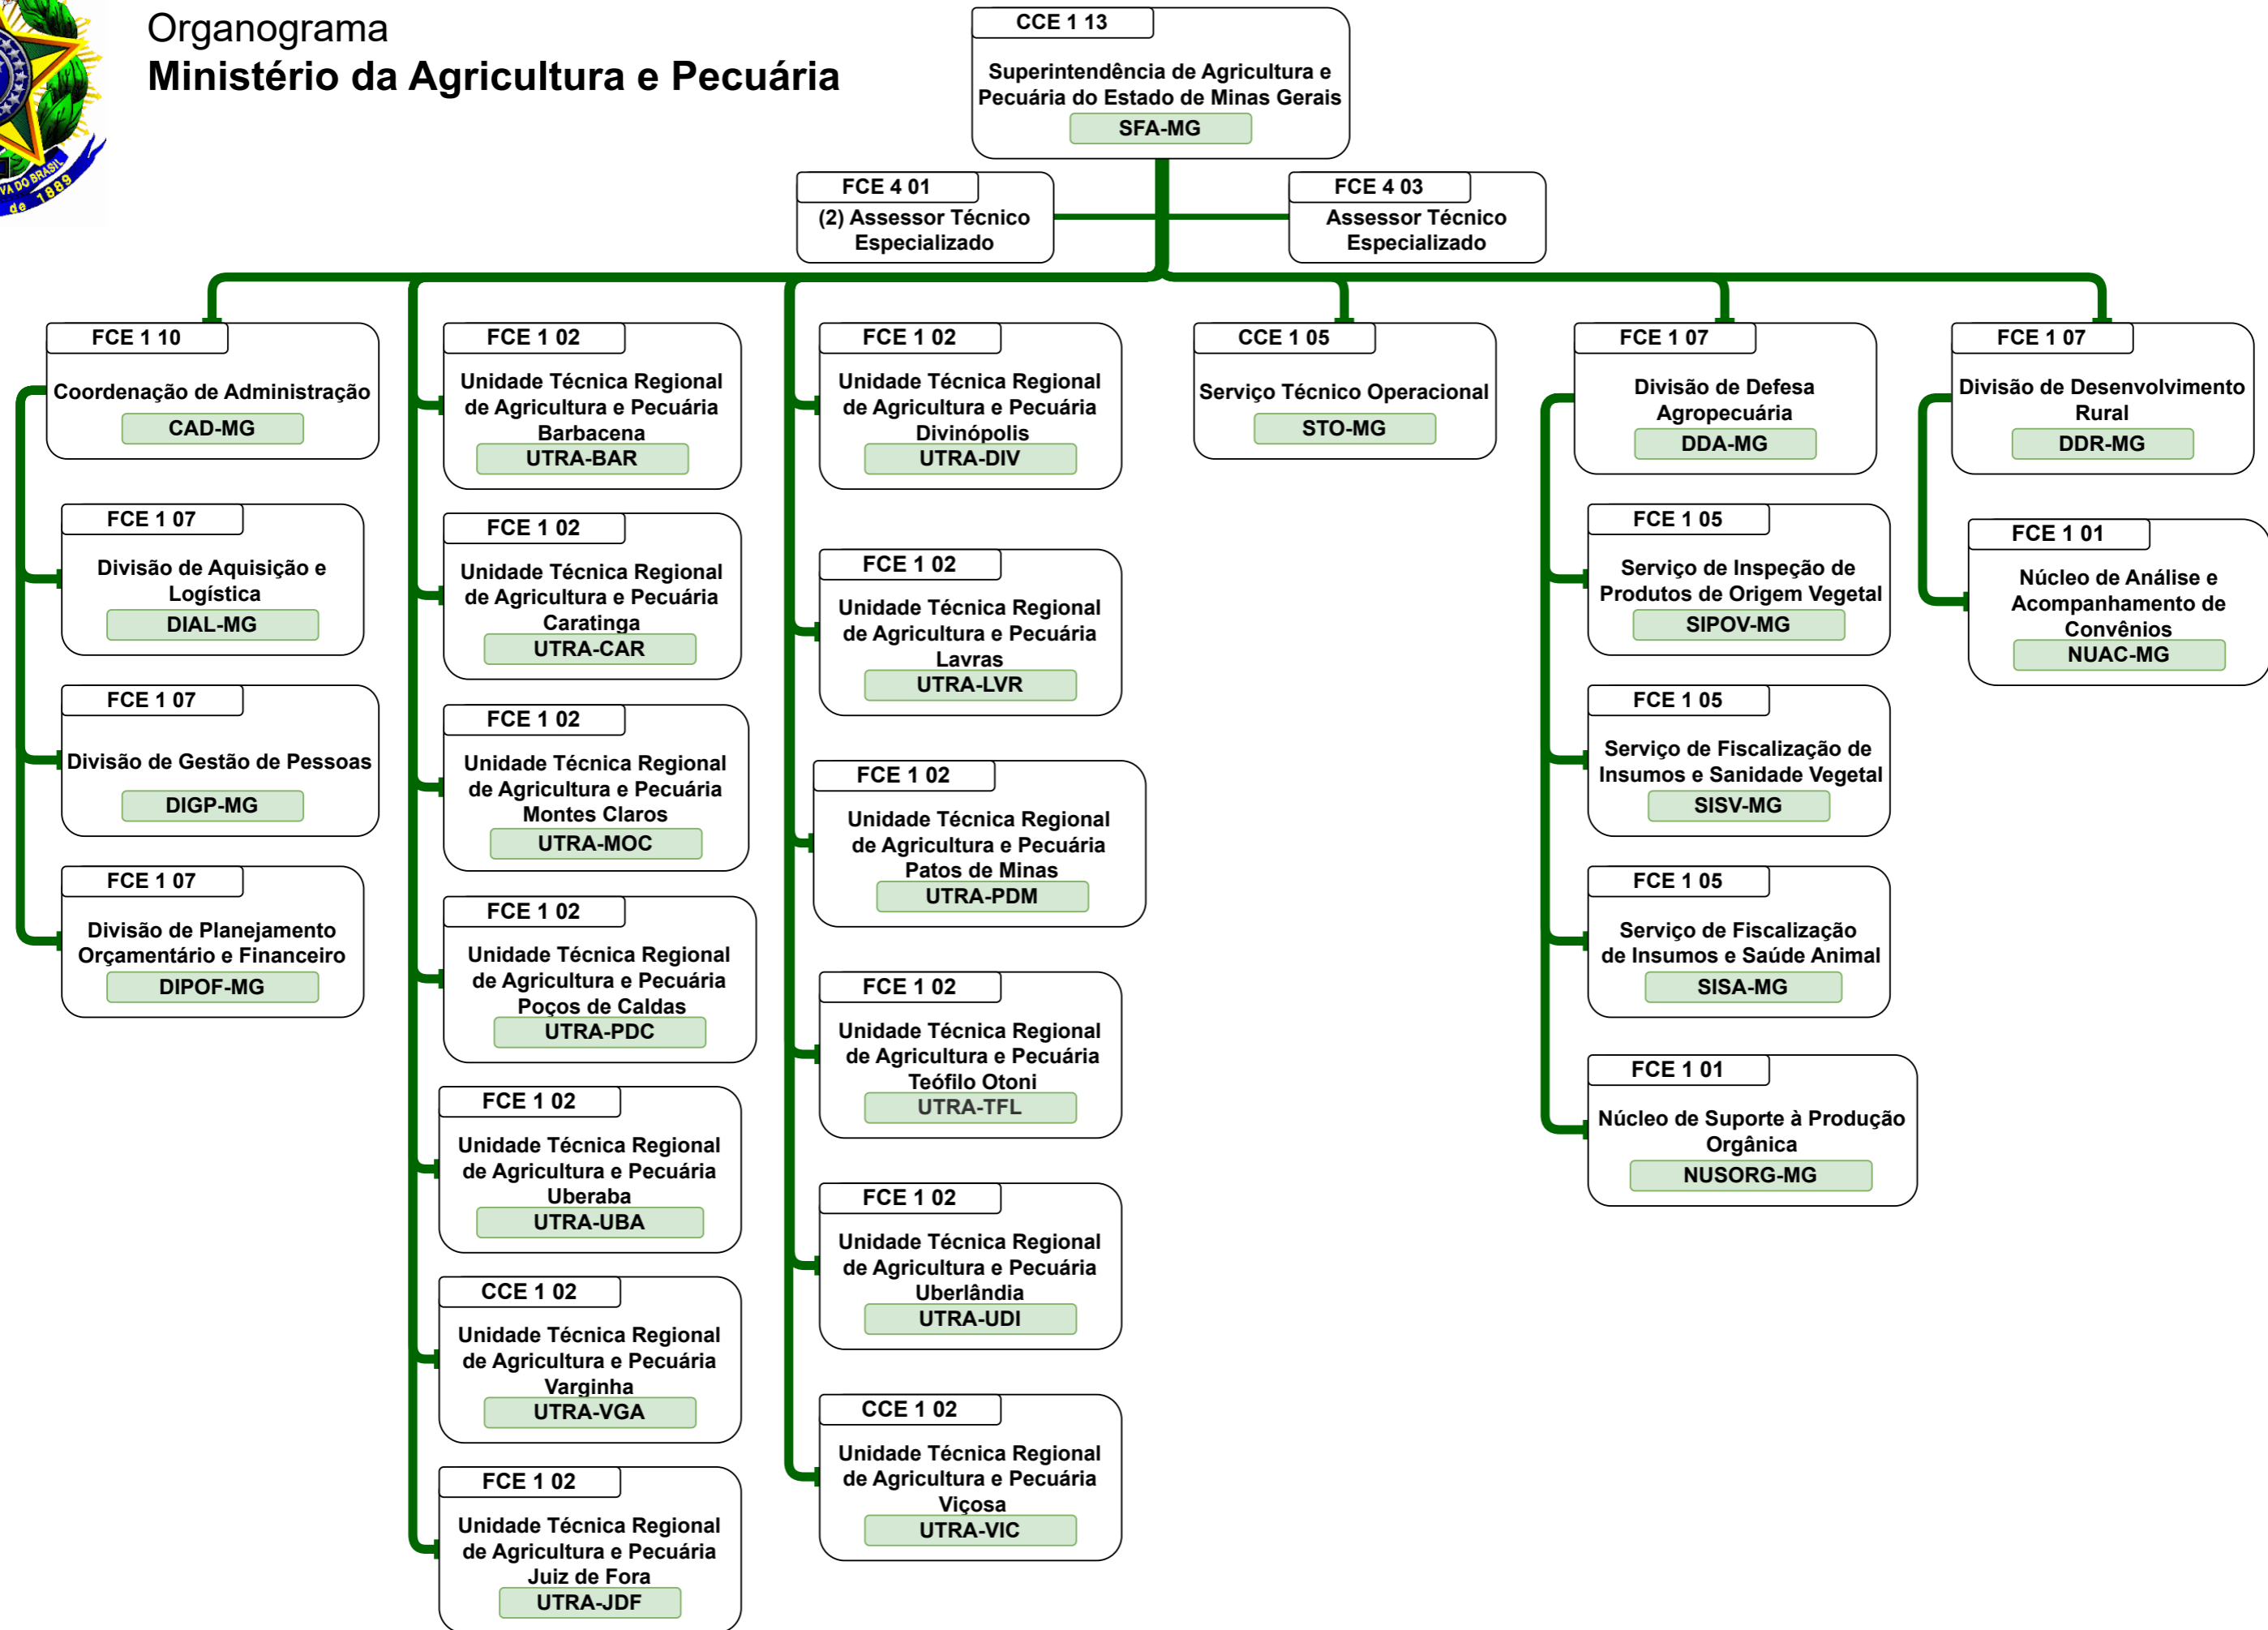 Organograma
Ministério da Agricultura e Pecuária
VA DO BRASIL
de 1889
CCE 1 13
Superintendência de Agricultura e
Pecuária do Estado de Minas Gerais
SFA-MG
FCE 4 01
(2) Assessor Técnico
Especializado
FCE 4 03
Assessor Técnico
Especializado
FCE 1 10
Coordenação de Administração
CAD-MG
FCE 1 07
Divisão de Aquisição e
Logística
DIAL-MG
FCE 1 07
Divisão de Gestão de Pessoas
DIGP-MG
FCE 1 07
Divisão de Planejamento
Orçamentário e Financeiro
DIPOF-MG
FCE 1 02
Unidade Técnica Regional
de Agricultura e Pecuária
Barbacena
UTRA-BAR
FCE 1 02
Unidade Técnica Regional
de Agricultura e Pecuária
Caratinga
UTRA-CAR
FCE 1 02
Unidade Técnica Regional
de Agricultura e Pecuária
Montes Claros
UTRA-MOC
FCE 1 02
Unidade Técnica Regional
de Agricultura e Pecuária
Poços de Caldas
UTRA-PDC
FCE 1 02
Unidade Técnica Regional
de Agricultura e Pecuária
Uberaba
UTRA-UBA
CCE 1 02
Unidade Técnica Regional
de Agricultura e Pecuária
Varginha
UTRA-VGA
FCE 1 02
Unidade Técnica Regional
de Agricultura e Pecuária
Juiz de Fora
UTRA-JDF
FCE 1 02
Unidade Técnica Regional
de Agricultura e Pecuária
Divinópolis
UTRA-DIV
FCE 1 02
Unidade Técnica Regional
de Agricultura e Pecuária
Lavras
UTRA-LVR
FCE 1 02
Unidade Técnica Regional
de Agricultura e Pecuária
Patos de Minas
UTRA-PDM
FCE 1 02
Unidade Técnica Regional
de Agricultura e Pecuária
Teófilo Otoni
UTRA-TFL
FCE 1 02
Unidade Técnica Regional
de Agricultura e Pecuária
Uberlândia
UTRA-UDI
CCE 1 02
Unidade Técnica Regional
de Agricultura e Pecuária
Viçosa
UTRA-VIC
CCE 1 05
Serviço Técnico Operacional
STO-MG
FCE 1 07
Divisão de Defesa
Agropecuária
DDA-MG
FCE 1 05
Serviço de Inspeção de
Produtos de Origem Vegetal
SIPOV-MG
FCE 1 05
Serviço de Fiscalização de
Insumos e Sanidade Vegetal
SISV-MG
FCE 1 05
Serviço de Fiscalização
de Insumos e Saúde Animal
SISA-MG
FCE 1 01
Núcleo de Suporte à Produção
Orgânica
NUSORG-MG
FCE 1 07
Divisão de Desenvolvimento
Rural
DDR-MG
FCE 1 01
Núcleo de Análise e
Acompanhamento de
Convênios
NUAC-MG